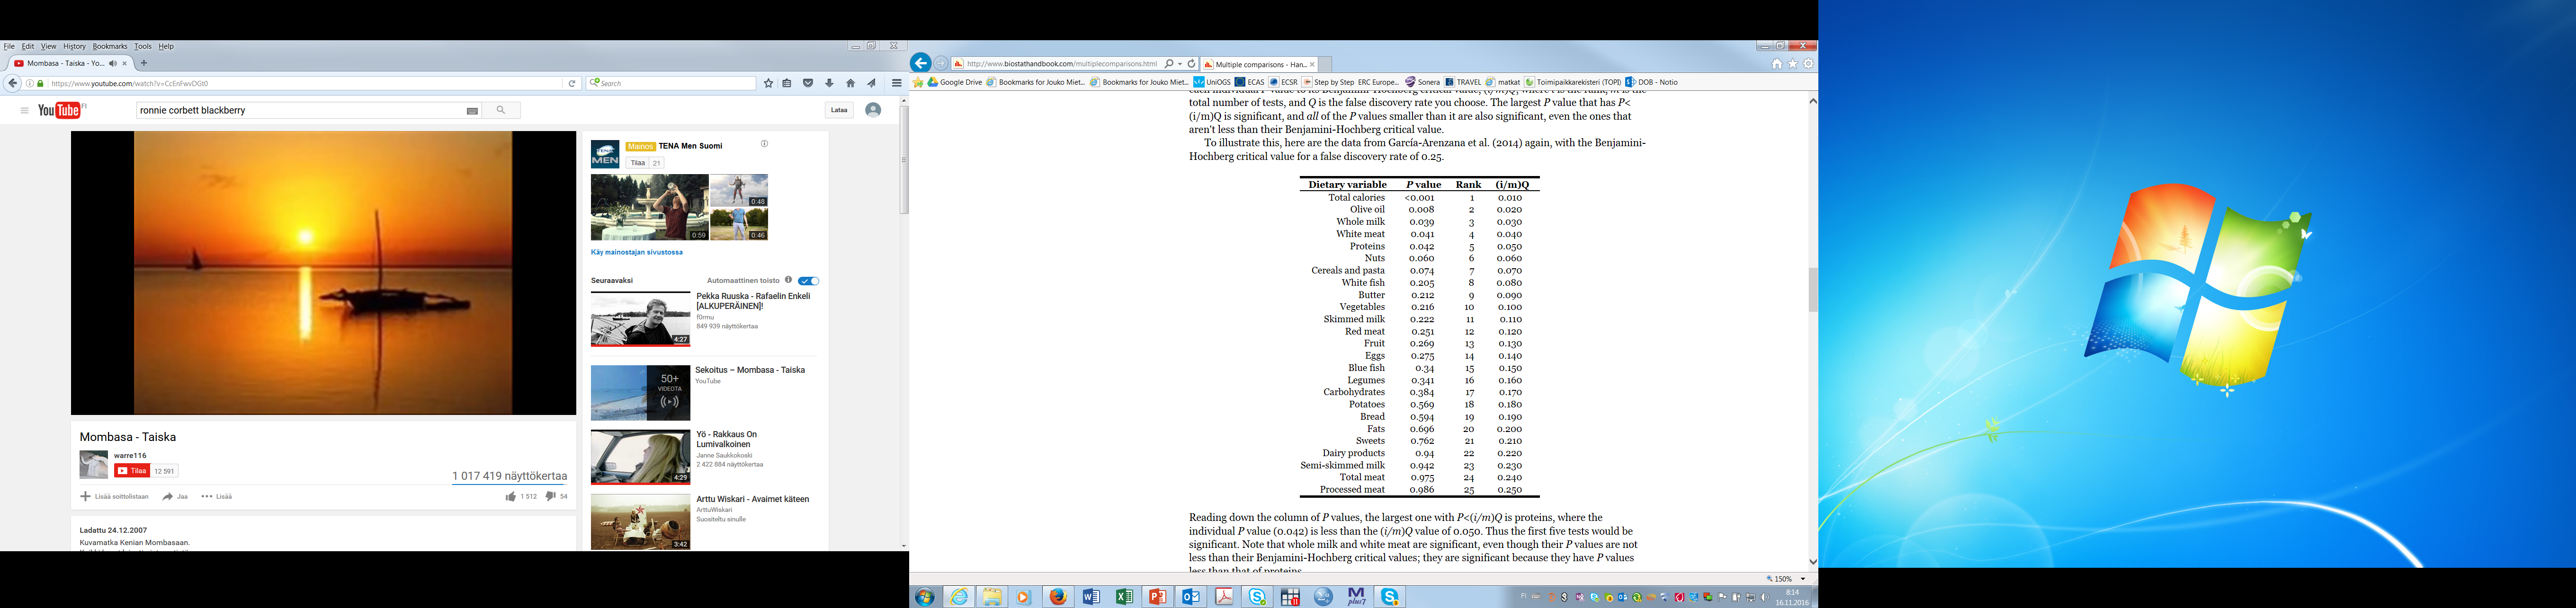 File Edit View History Bookmarks Tools Help
Mombasa - Taiska - Yo...
https://www.youtube.com/watch?v=CcEnFwvOGt0
Search
YouTube FI
ronnie corbett blackberry
Lataa
Mombasa - Taiska
warre116
Tilaa 12 591
1 017 419 näyttökertaa
Lisää soittolistaan Jaa Lisää
1 512 54
Ladattu 24.12.2007
Kuvamatka Kenian Mombasaan.
TENA MEN
Mainos TENA Men Suomi
Tilaa 21
0:59
0:48
0:46
Käy mainostajan sivustossa
Seuraavaksi Automaattinen toisto
Pekka Ruuska - Rafaelin Enkeli
[ALKUPERÄINEN]!
f0rmu
849 939 näyttökertaa
4:27
50+
VIDEOTA
Sekoitus – Mombasa - Taiska
YouTube
Yö - Rakkaus On
Lumivalkoinen
Janne Saukkokoski
2 422 884 näyttökertaa
4:29
Arttu Wiskari - Avaimet käteen
ArttuWiskari
Suositeltu sinulle
3:42
http://www.biostathandbook.com/multiplecomparisons.html
Multiple comparisons - Han...
Google Drive Bookmarks for Jouko Miet... Bookmarks for Jouko Miet... UniOGS ECAS ECSR Step by Step ERC Europe... Sonera TRAVEL matkat Toimipaikkarekisteri (TOPI) DOB - Notio
total number of tests, and Q is the false discovery rate you choose. The largest P value that has P<
(i/m)Q is significant, and all of the P values smaller than it are also significant, even the ones that
aren't less than their Benjamini-Hochberg critical value.
To illustrate this, here are the data from García-Arenzana et al. (2014) again, with the Benjamini-
Hochberg critical value for a false discovery rate of 0.25.
Dietary variable P value Rank (i/m)Q
Total calories <0.001 1 0.010
Olive oil 0.008 2 0.020
Whole milk 0.039 3 0.030
White meat 0.041 4 0.040
Proteins 0.042 5 0.050
Nuts 0.060 6 0.060
Cereals and pasta 0.074 7 0.070
White fish 0.205 8 0.080
Butter 0.212 9 0.090
Vegetables 0.216 10 0.100
Skimmed milk 0.222 11 0.110
Red meat 0.251 12 0.120
Fruit 0.269 13 0.130
Eggs 0.275 14 0.140
Blue fish 0.34 15 0.150
Legumes 0.341 16 0.160
Carbohydrates 0.384 17 0.170
Potatoes 0.569 18 0.180
Bread 0.594 19 0.190
Fats 0.696 20 0.200
Sweets 0.762 21 0.210
Dairy products 0.94 22 0.220
Semi-skimmed milk 0.942 23 0.230
Total meat 0.975 24 0.240
Processed meat 0.986 25 0.250
Reading down the column of P values, the largest one with P<(i/m)Q is proteins, where the
individual P value (0.042) is less than the (i/m)Q value of 0.050. Thus the first five tests would be
significant. Note that whole milk and white meat are significant, even though their P values are not
less than their Benjamini-Hochberg critical values; they are significant because they have P values
less than that of proteins.
150%
FI
8:14
16.11.2016